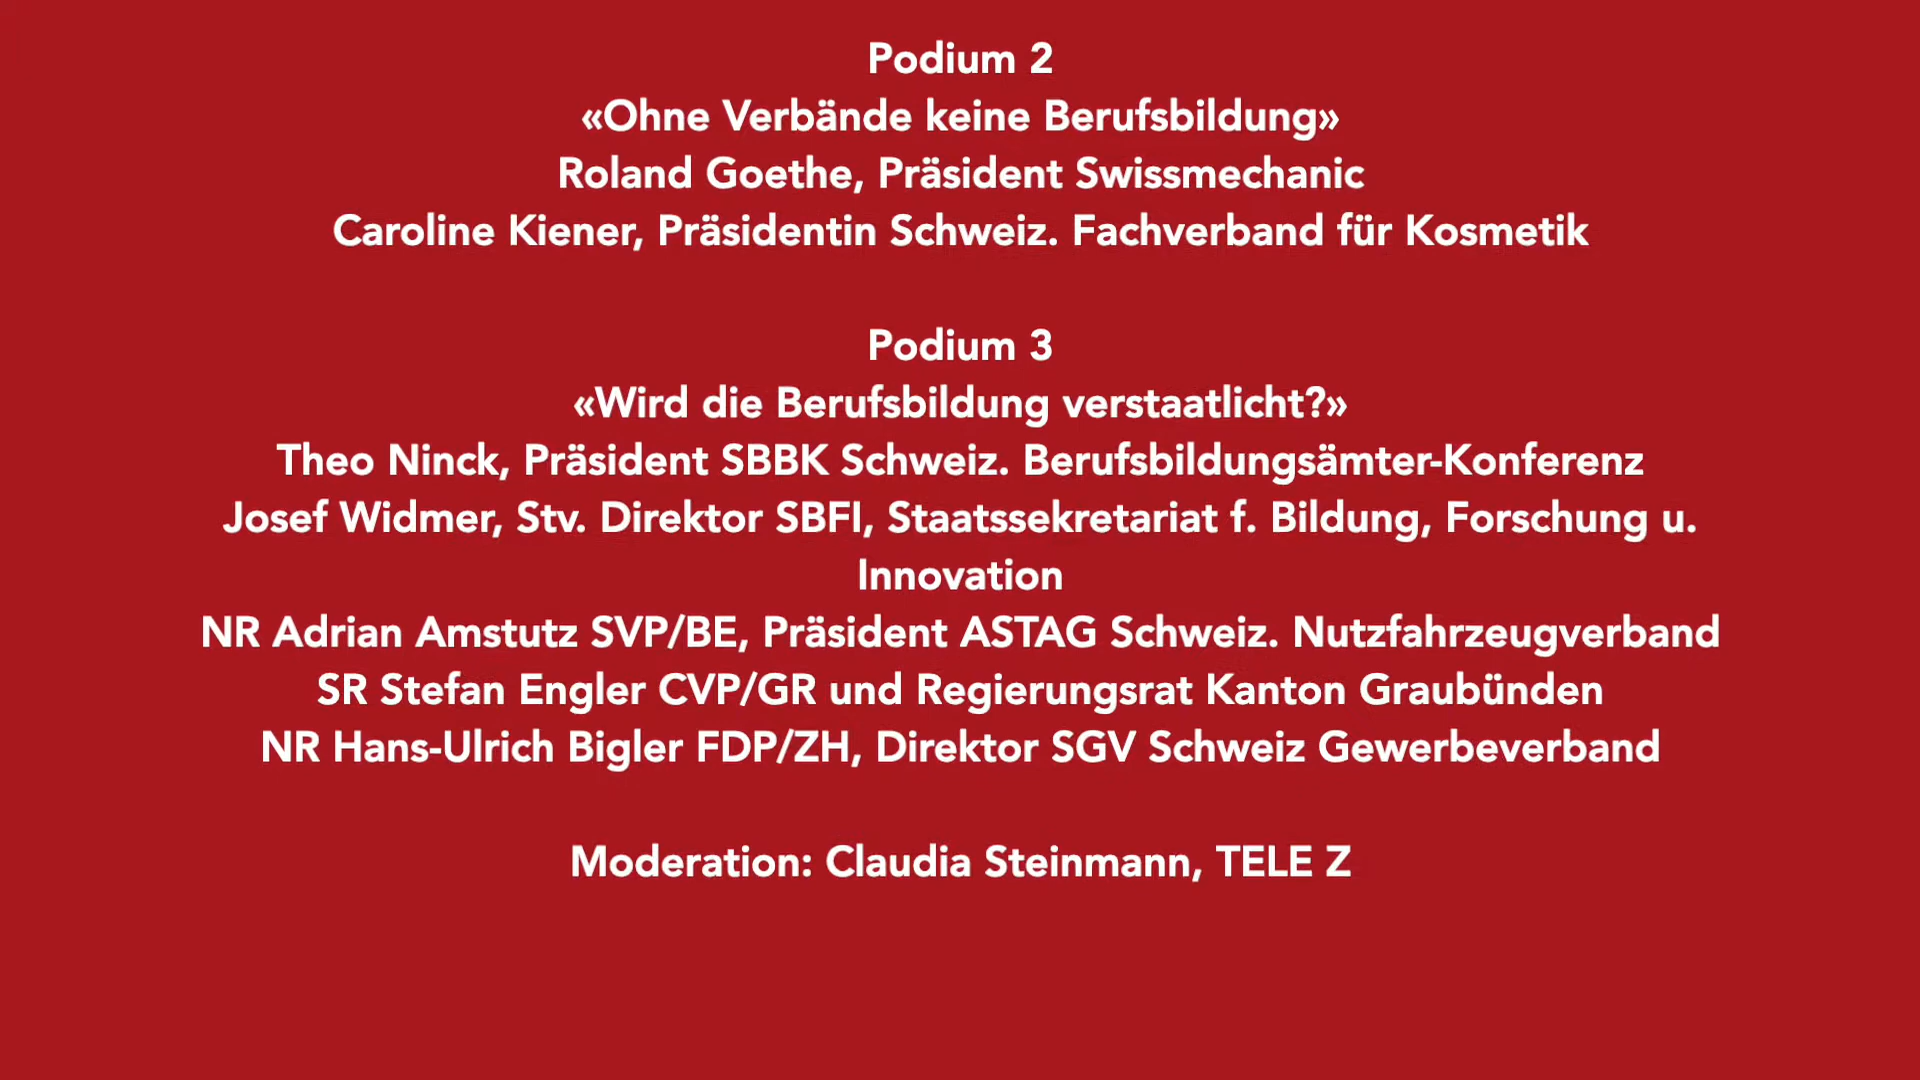 Podium 2
«Ohne Verbände keine Berufsbildung»
Roland Goethe, Präsident Swissmechanic
Caroline Kiener, Präsidentin Schweiz. Fachverband für Kosmetik
Podium 3
«Wird die Berufsbildung verstaatlicht?»
Theo Ninck, Präsident SBBK Schweiz. Berufsbildungsämter-Konferenz
Josef Widmer, Stv. Direktor SBFI, Staatssekretariat f. Bildung, Forschung u.
Innovation
NR Adrian Amstutz SVP/BE, Präsident ASTAG Schweiz. Nutzfahrzeugverband
SR Stefan Engler CVP/GR und Regierungsrat Kanton Graubünden
NR Hans-Ulrich Bigler FDP/ZH, Direktor SGV Schweiz Gewerbeverband
Moderation: Claudia Steinmann, TELE Z